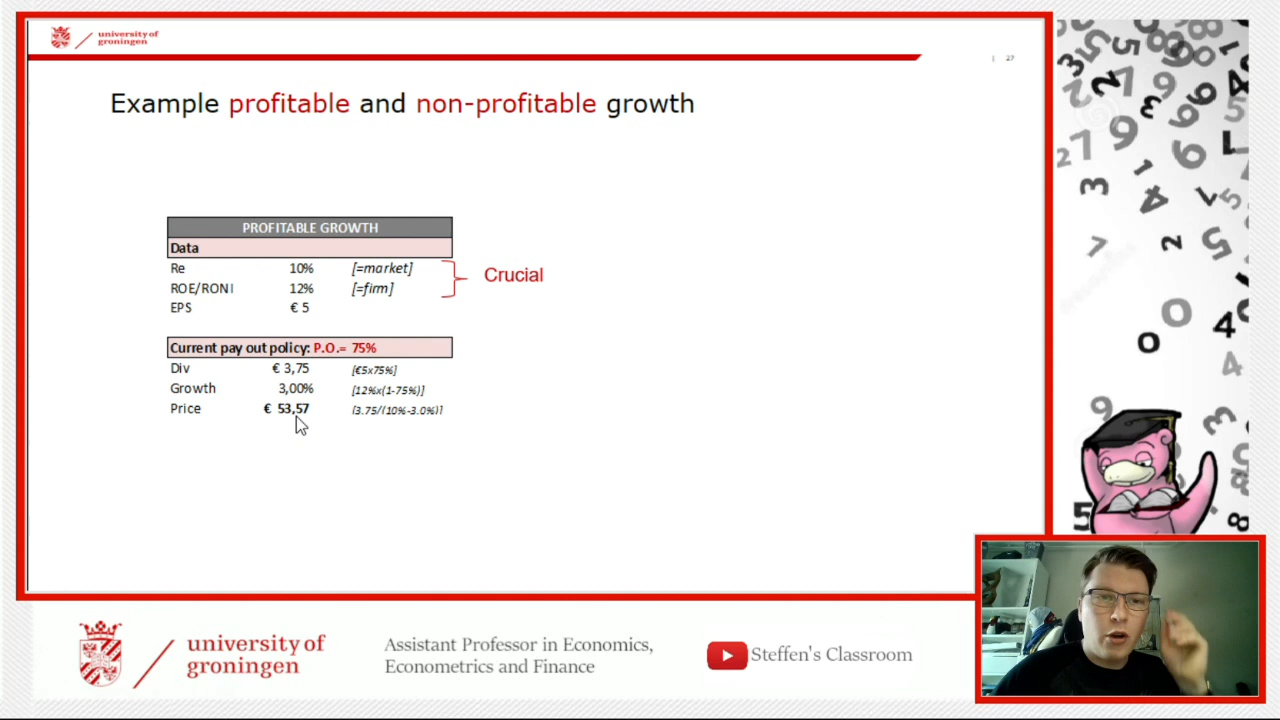 university of
groningen
| 27
Example profitable and non-profitable growth
PROFITABLE GROWTH
Data
Re 10% [=market]
ROE/RONI 12% [=firm]
Crucial
EPS € 5
Current pay out policy: P.O.= 75%
Div € 3,75 [€5x75%]
Growth 3,00% [12%x(1-75%)]
Price € 53,57 [3.75/(10%-3.0%)]
university of
groningen
Assistant Professor in Economics,
Econometrics and Finance
Steffen's Classroom